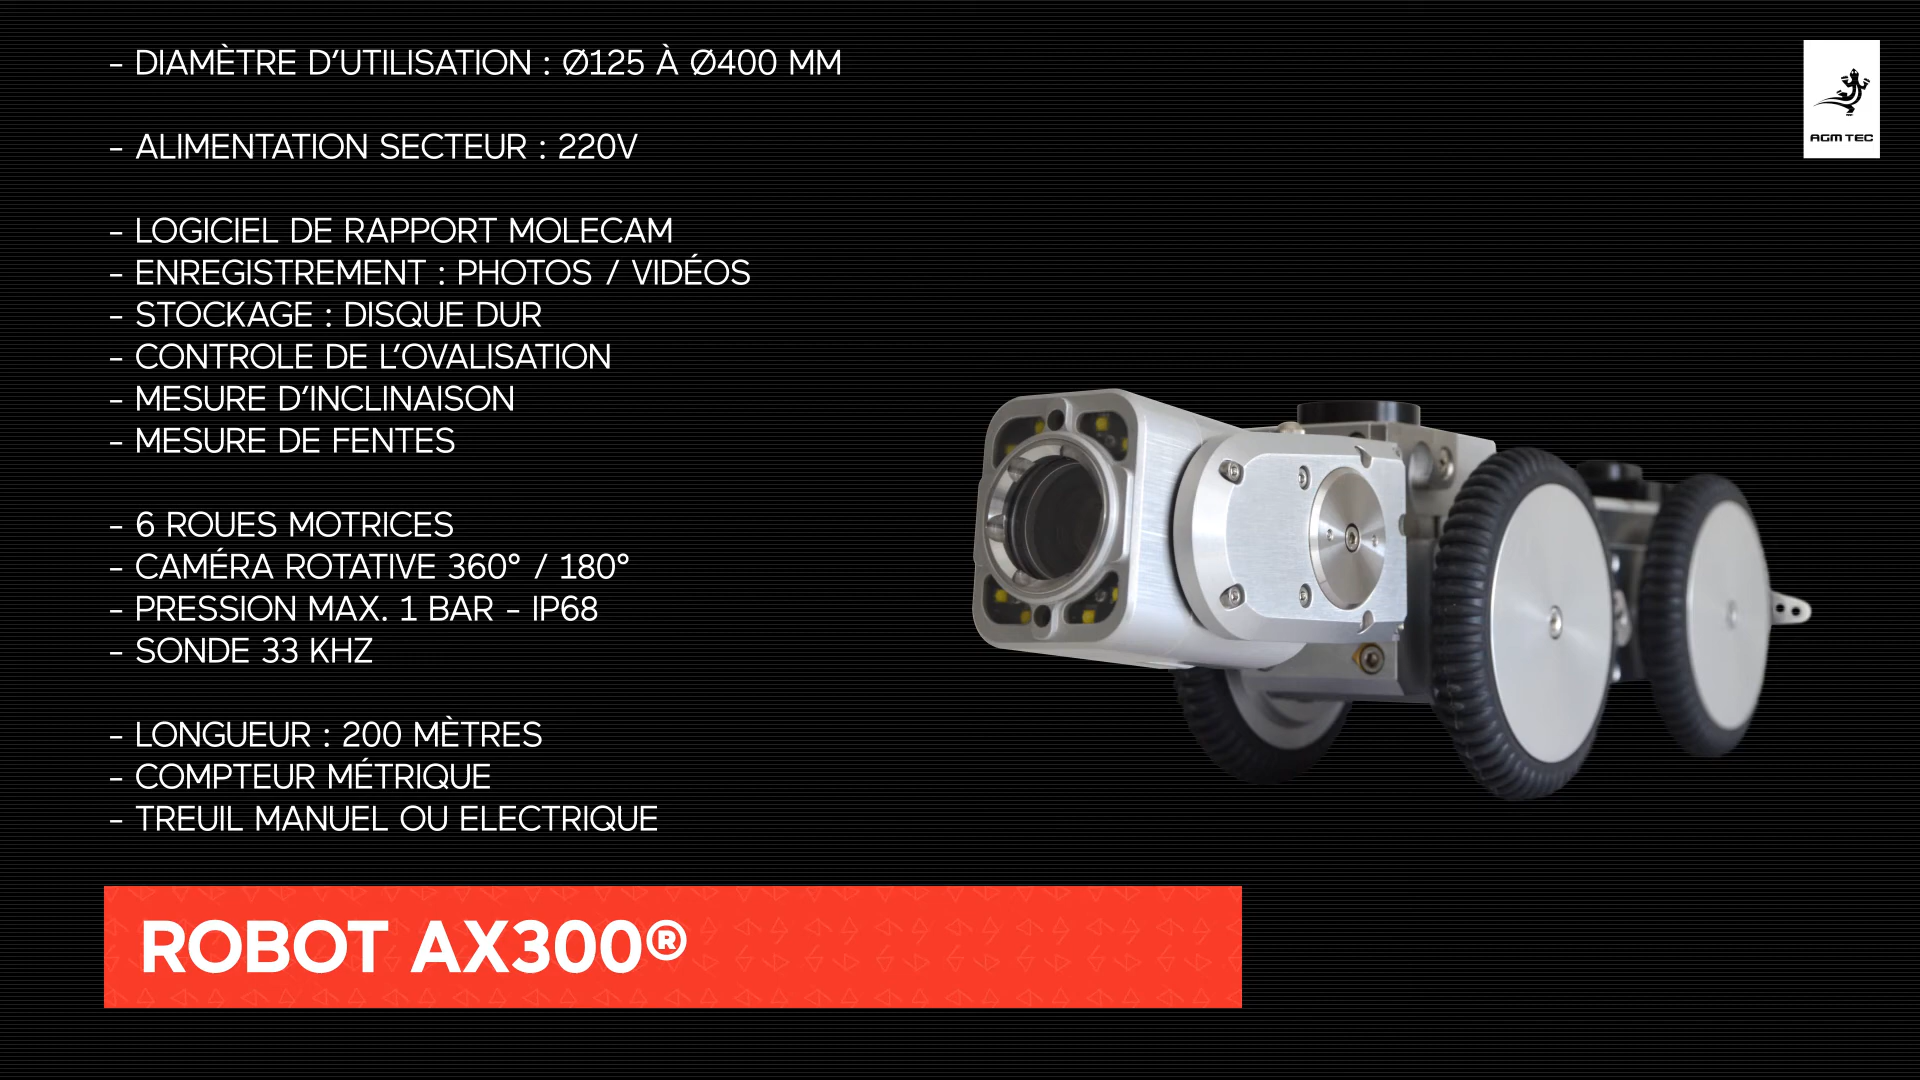 - DIAMÈTRE D'UTILISATION : Ø125 À Ø400 MM
- ALIMENTATION SECTEUR : 220V
- LOGICIEL DE RAPPORT MOLECAM
- ENREGISTREMENT : PHOTOS / VIDÉOS
- STOCKAGE : DISQUE DUR
- CONTROLE DE L'OVALISATION
- MESURE D'INCLINAISON
- MESURE DE FENTES
- 6 ROUES MOTRICES
- CAMÉRA ROTATIVE 360° / 180°
- PRESSION MAX. 1 BAR - IP68
- SONDE 33 KHZ
- LONGUEUR : 200 MÈTRES
- COMPTEUR MÉTRIQUE
- TREUIL MANUEL OU ELECTRIQUE
ROBOT AX300®
AGM TEC